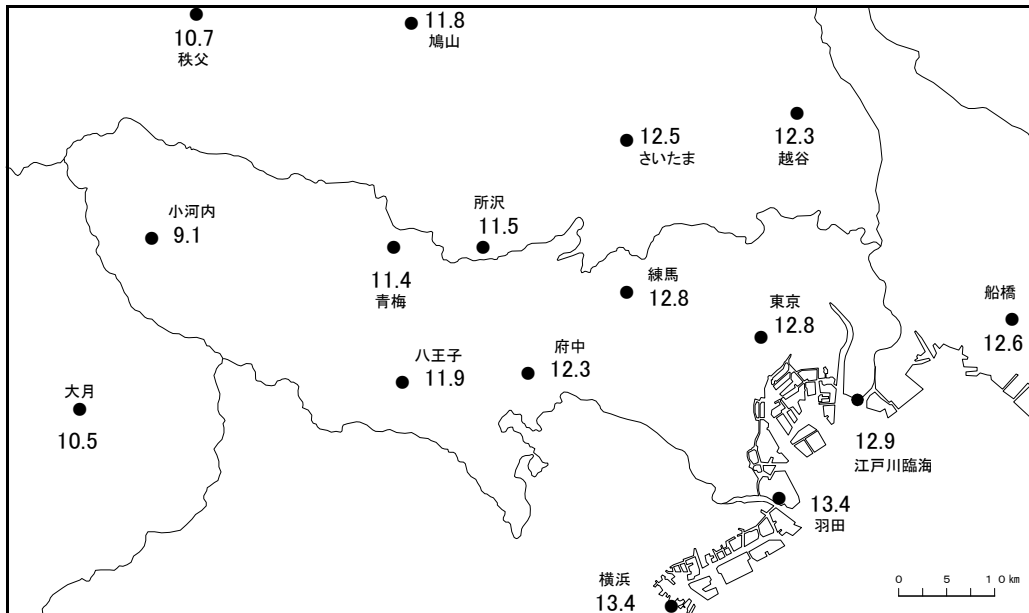 10.7
秩父
11.8
鳩山
12.5
さいたま
12.3
越谷
小河内
9.1
所沢
11.5
11.4
青梅
練馬
12.8
東京
12.8
船橋
12.6
八王子
11.9
府中
12.3
大月
10.5
12.9
江戸川臨海
13.4
羽田
横浜
13.4
0 5 10km